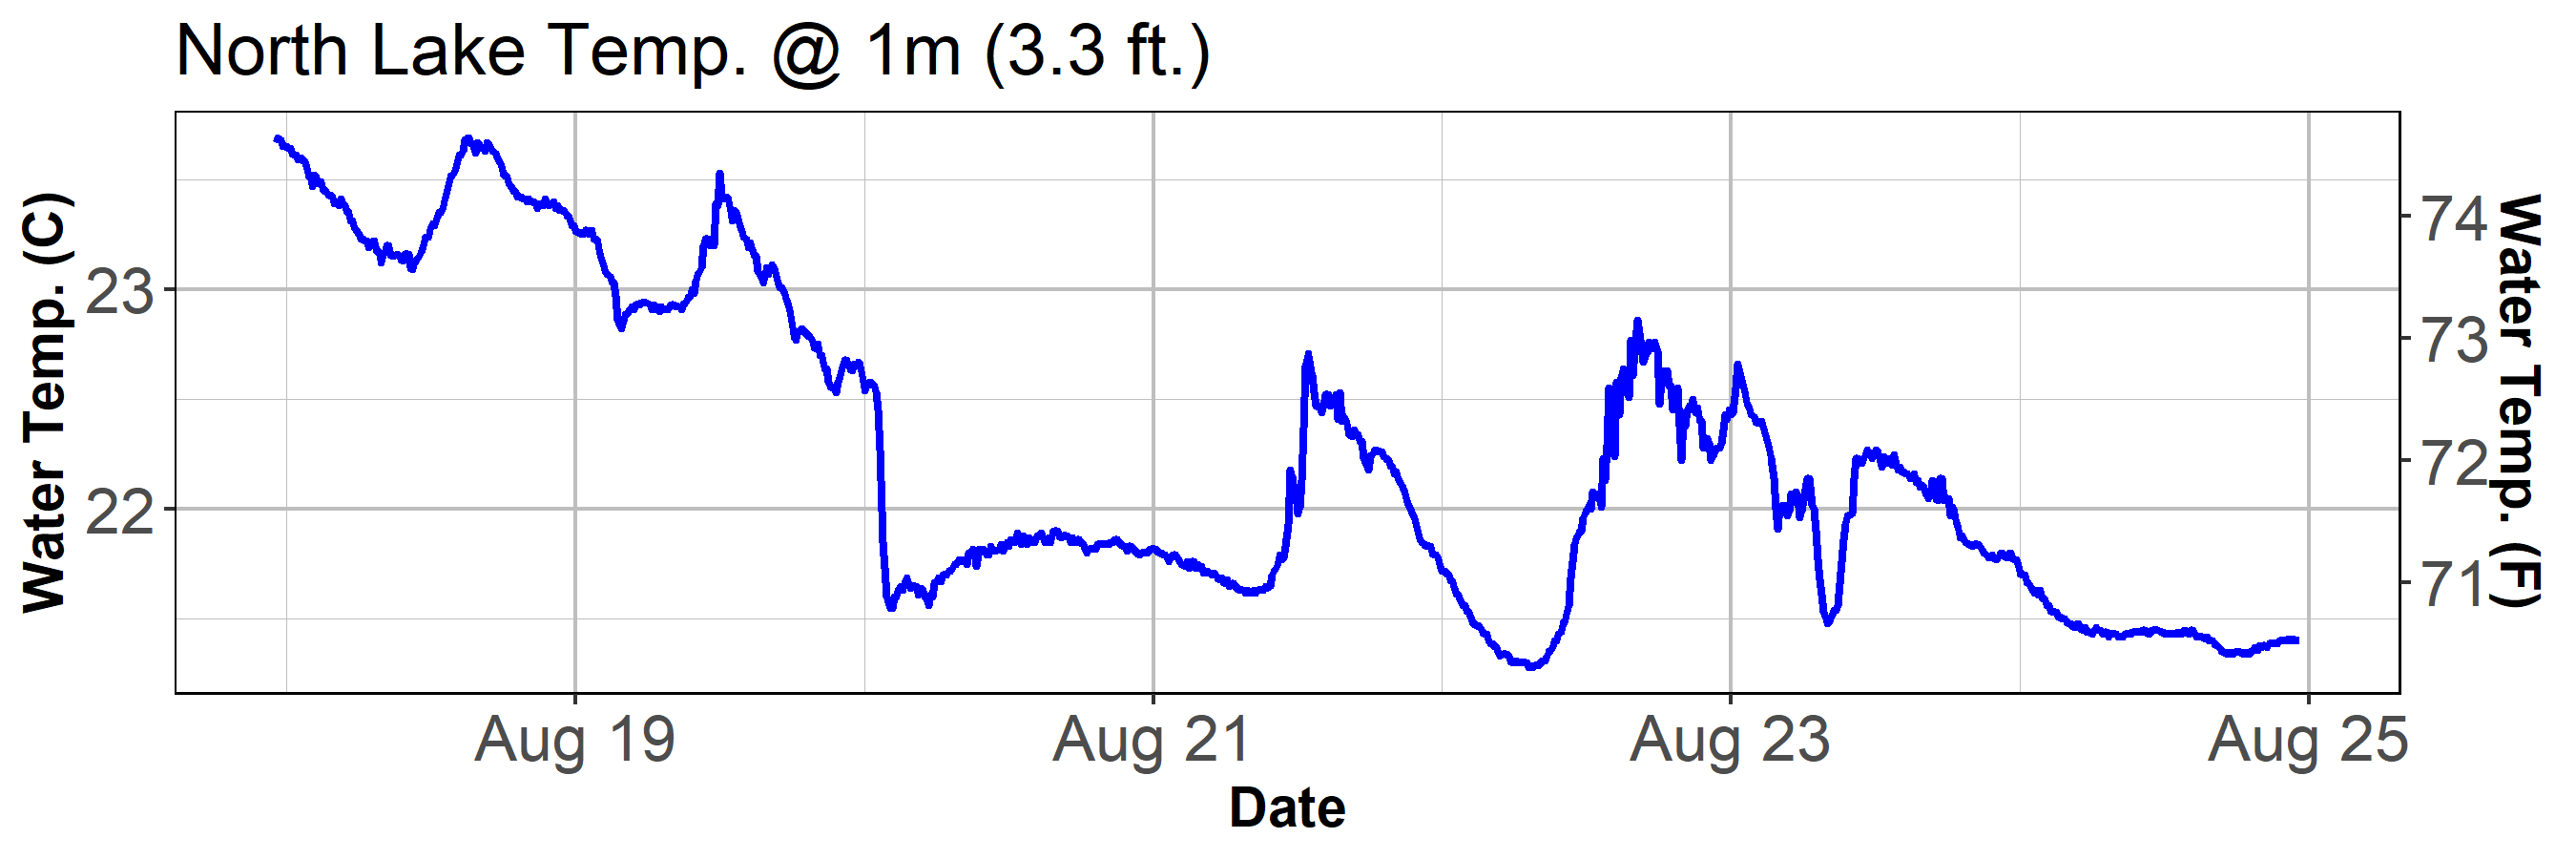 North Lake Temp. @ 1m (3.3 ft.)
Water Temp. (C)
23
22
74
73
72
71
Water Temp. (F)
Aug 19
Aug 21
Aug 23
Aug 25
Date